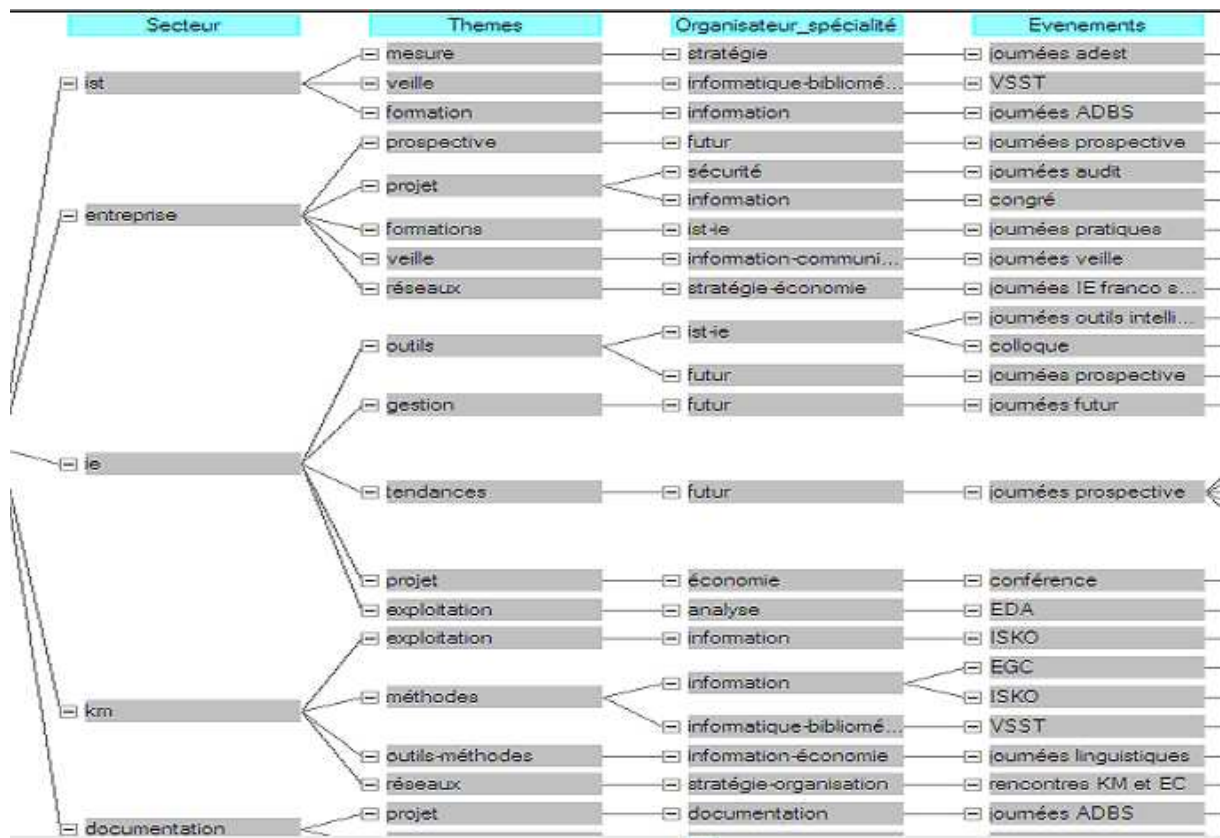 Secteur Themes Organisateur_spécialité Evenements
mesure stratégie journées adest
ist veille informatique-bibliomé... VSST
formation information journées ADBS
prospective futur journées prospective
sécurité journées audit
projet
information congré
entreprise
formations ist-ie journées pratiques
veille information-communi... journées veille
réseaux stratégie-économie journées IE franco s...
journées outils intelli...
ist-ie
outils colloque
futur journées prospective
gestion futur journées futur
ie
tendances futur journées prospective
projet économie conférence
exploitation analyse EDA
exploitation information ISKO
EGC
information
méthodes ISKO
km
informatique-bibliomé... VSST
outils-méthodes information-économie journées linguistiques
réseaux stratégie-organisation rencontres KM et EC
projet documentation journées ADBS
documentation